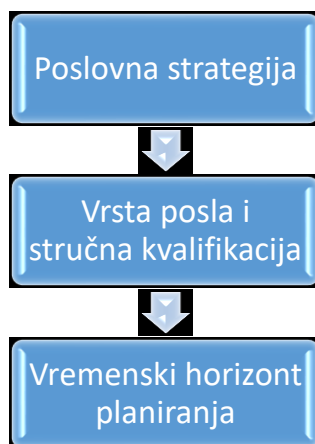 Poslovna strategija
Vrsta posla i
stručna kvalifikacija
Vremenski horizont
planiranja